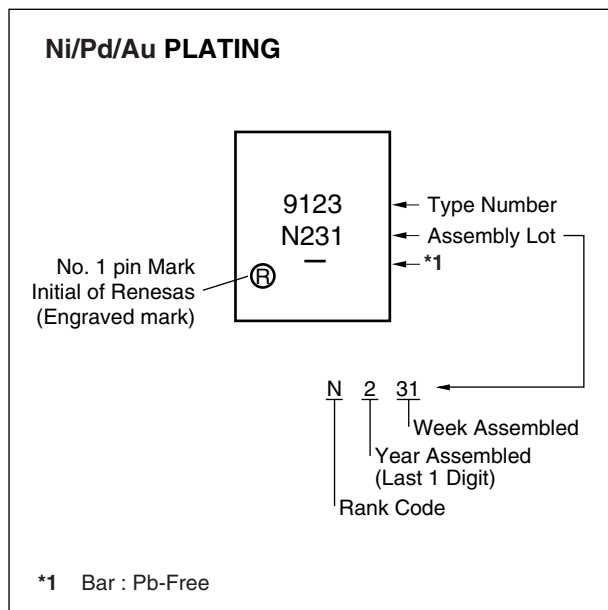 Ni/Pd/Au PLATING
9123
N231
—
Type Number
Assembly Lot
*1
No. 1 pin Mark
Initial of Renesas
(Engraved mark)
R
N 2 31
Week Assembled
Year Assembled
(Last 1 Digit)
Rank Code
*1 Bar : Pb-Free